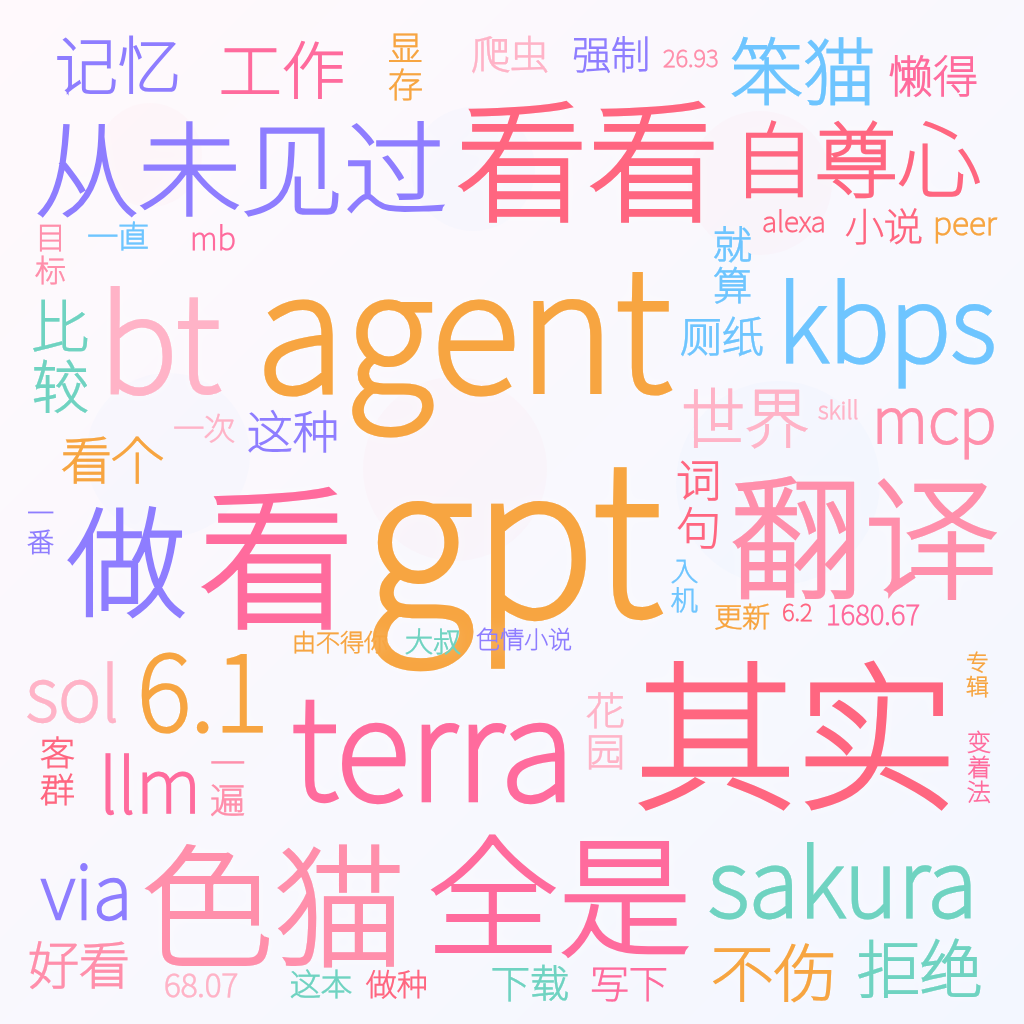 记忆
工作
显存
爬虫
强制
26.93
笨猫
懒得
从未见过
看看
自尊心
目标
一直
mb
就算
alexa
小说
peer
比较
bt
agent
厕纸
kbps
一次
这种
世界
skill
mcp
看个
词句
一番
做
看
gpt
翻译
入机
更新
6.2
1680.67
由不得你
大叔
色情小说
sol
6.1
terra
花园
其实
专辑
客群
llm
一遍
变着法
via
色猫
全是
sakura
好看
68.07
这本
做种
下载
写下
不伤
拒绝